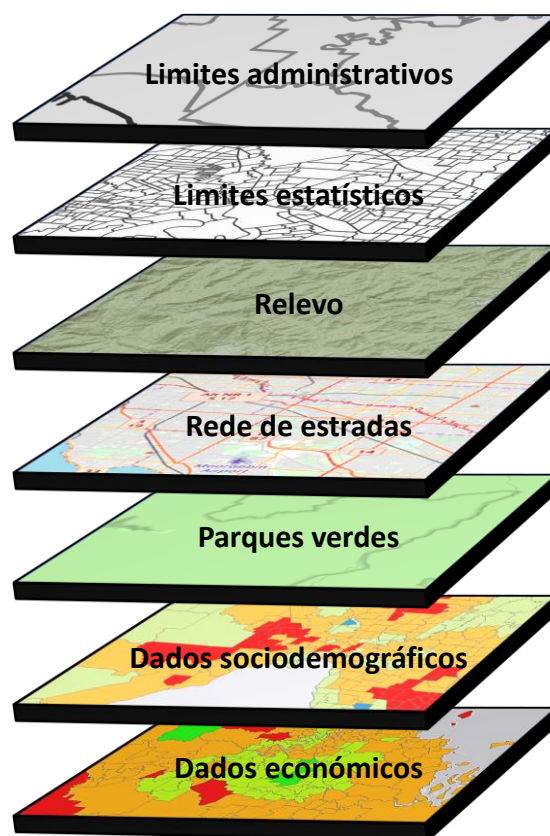 Limites administrativos
Limites estatísticos
Relevo
Rede de estradas
Parques verdes
Dados sociodemográficos
Dados económicos